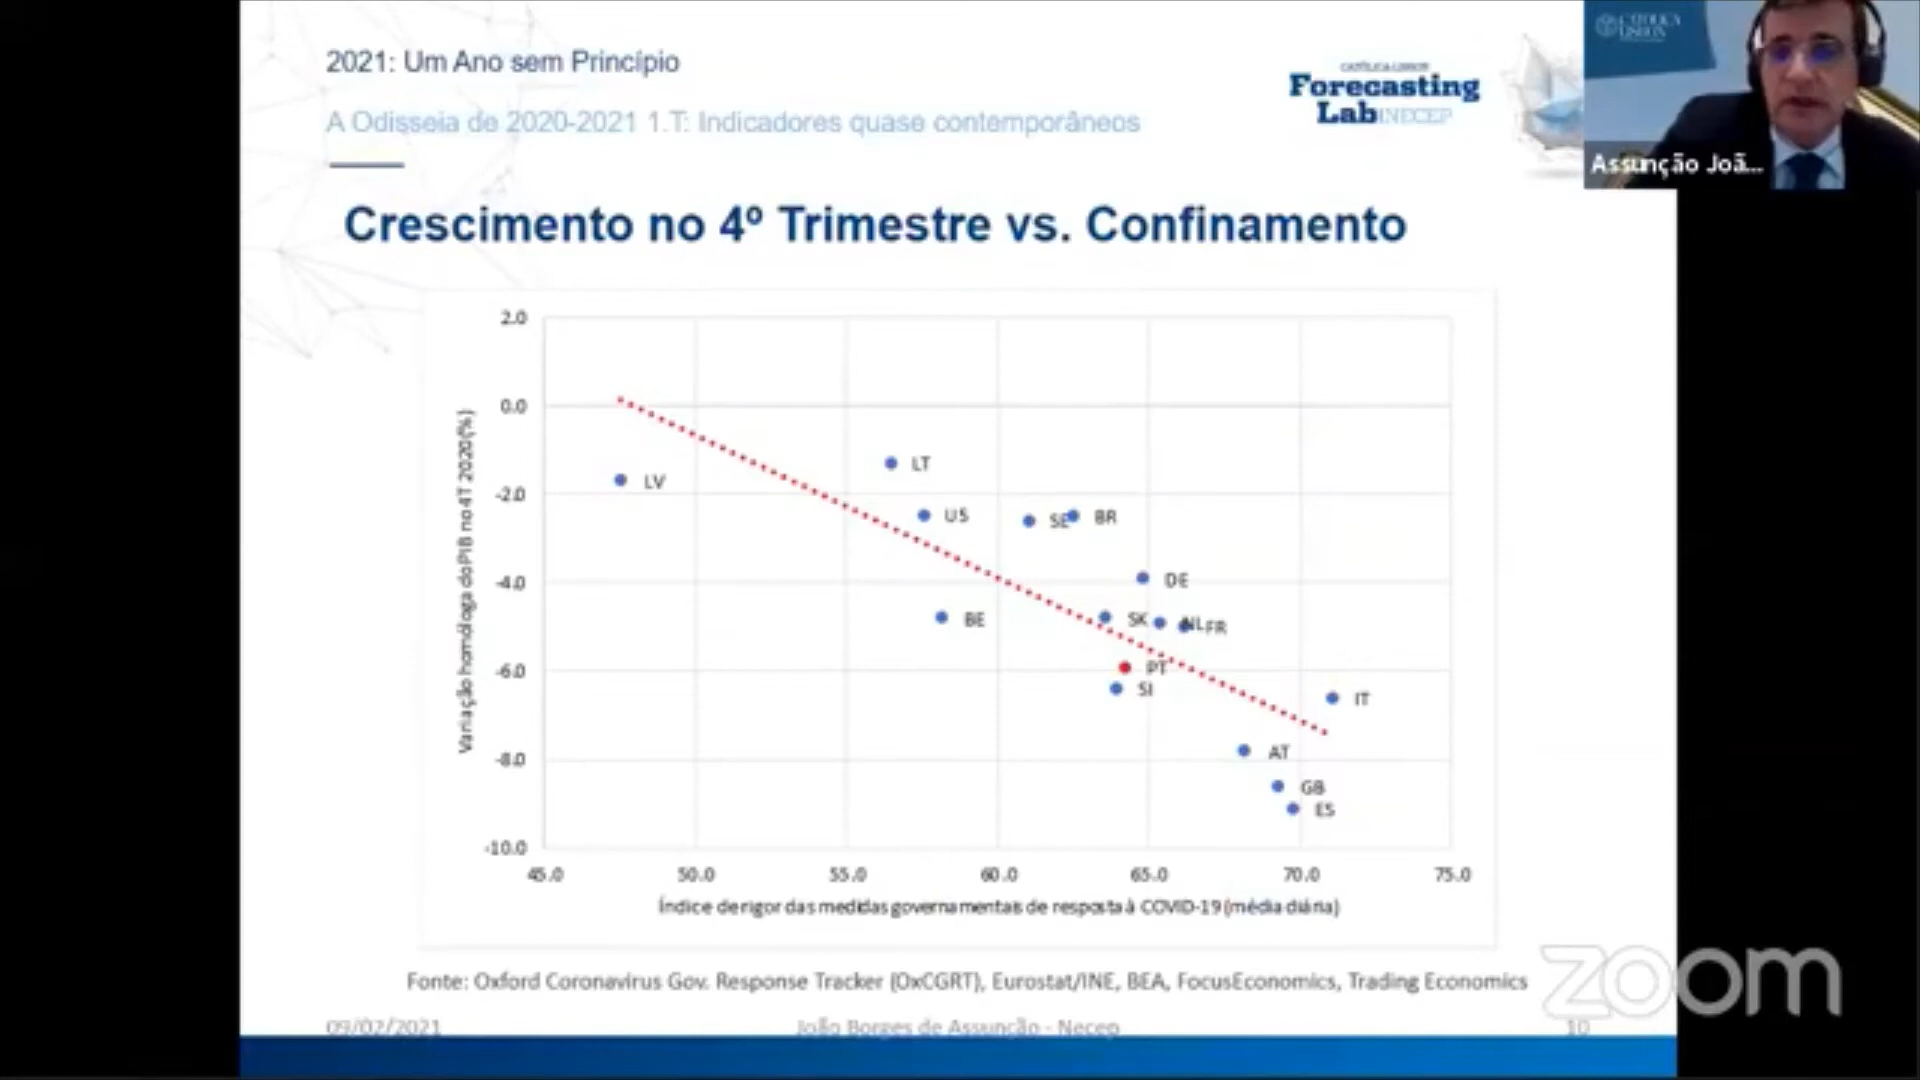 2021: Um Ano sem Princípio
A Odisseia de 2020-2021 1.T: Indicadores quase contemporâneos
CATÓLICA-LISBON
Forecasting
Lab NECEP
CATÓLICA
LISBON
Assunção Joã...
Crescimento no 4º Trimestre vs. Confinamento
Variação homóloga do PIB no 4T 2020(%)
2.0
0.0
-2.0
-4.0
-6.0
-8.0
-10.0
LV
LT
US
SE
BR
DE
BE
SK
NL
FR
PT
SI
IT
AT
GB
ES
45.0 50.0 55.0 60.0 65.0 70.0 75.0
Índice de rigor das medidas governamentais de resposta à COVID-19 (média diária)
Fonte: Oxford Coronavirus Gov. Response Tracker (OxCGRT), Eurostat/INE, BEA, FocusEconomics, Trading Economics
zoom
09/02/2021 João Borges de Assunção - Necep 10